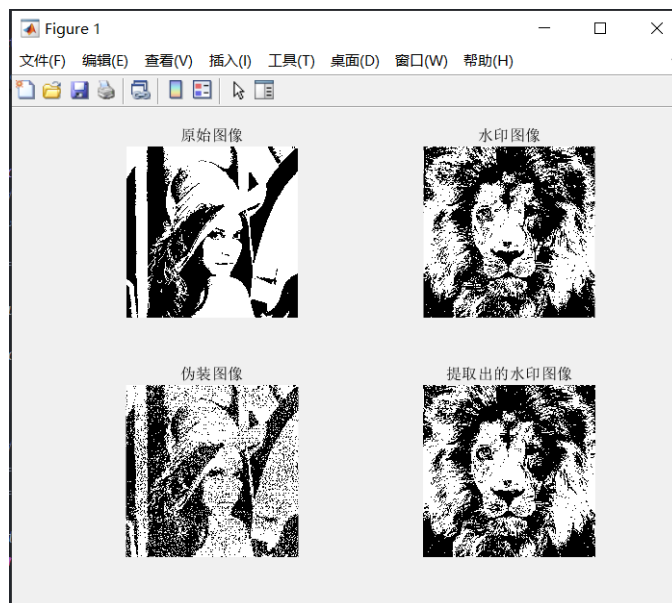 Figure 1
文件(F) 编辑(E) 查看(V) 插入(I) 工具(T) 桌面(D) 窗口(W) 帮助(H)
原始图像 水印图像
伪装图像 提取出的水印图像